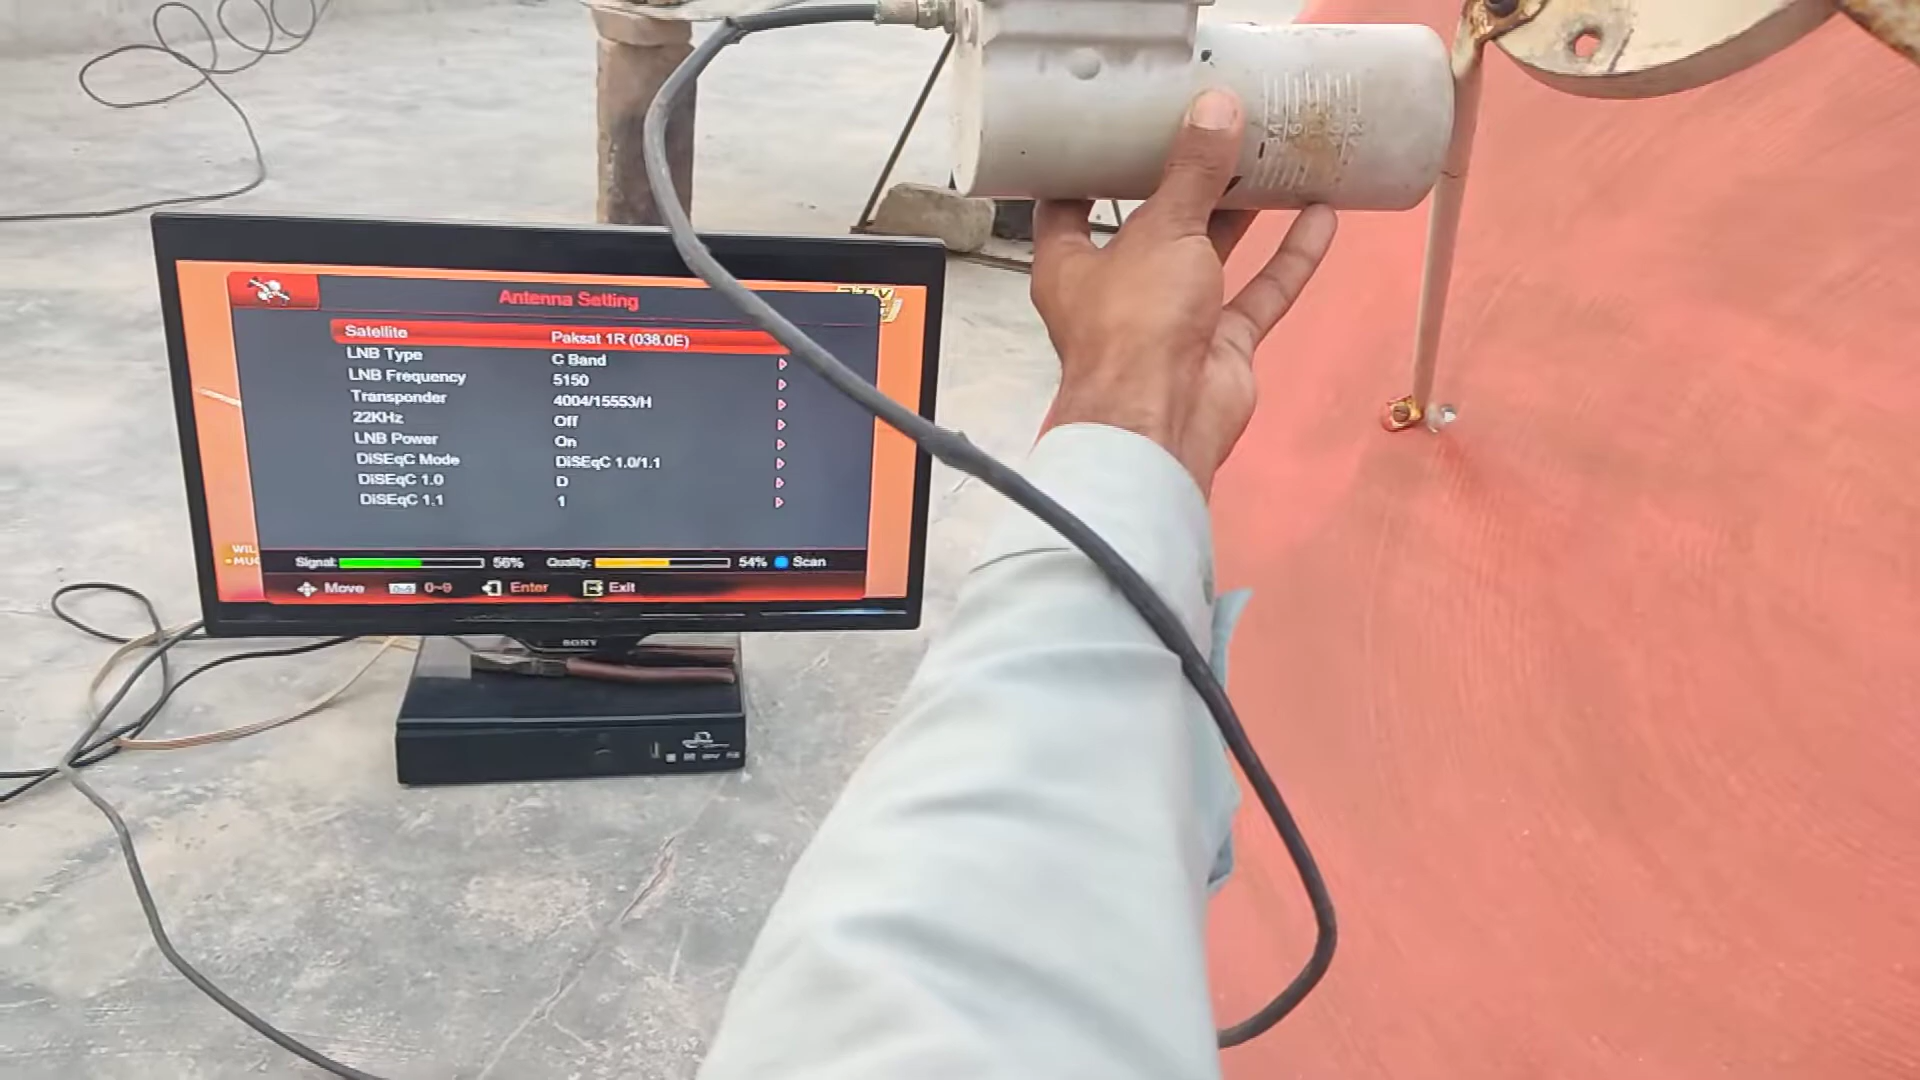 Antenna Setting
Satellite Paksat 1R (038.0E)
LNB Type C Band
LNB Frequency 5150
Transponder 4004/15553/H
22KHz Off
LNB Power On
DiSEqC Mode DiSEqC 1.0/1.1
DiSEqC 1.0 D
DiSEqC 1.1 1
WIL
MUC
Signal: 56% Quality: 54% Scan
Move 0~9 Enter Exit
SONY